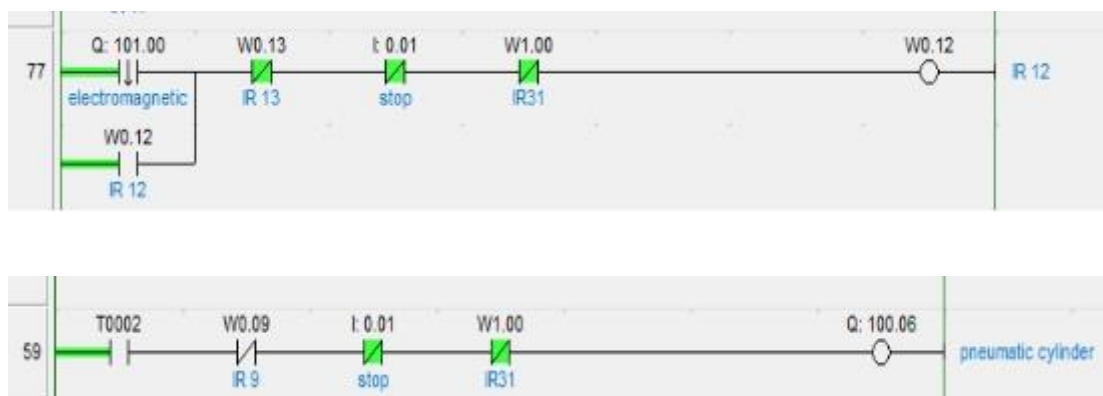 Q: 101.00 W0.13 I: 0.01 W1.00 W0.12
77 IR 12
electromagnetic IR 13 stop IR31
W0.12
IR 12
T0002 W0.09 I: 0.01 W1.00 Q: 100.06
59 pneumatic cylinder
IR 9 stop IR31